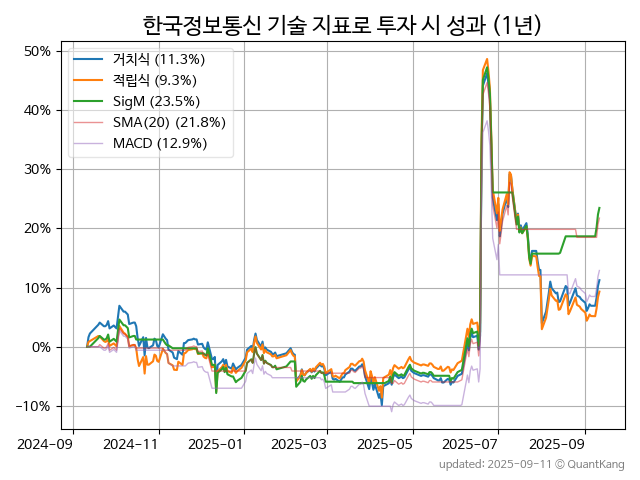 한국정보통신 기술 지표로 투자 시 성과 (1년)
50%
40%
30%
20%
10%
0%
−10%
거치식 (11.3%)
적립식 (9.3%)
SigM (23.5%)
SMA(20) (21.8%)
MACD (12.9%)
2024-09
2024-11
2025-01
2025-03
2025-05
2025-07
2025-09
updated: 2025-09-11 © QuantKang